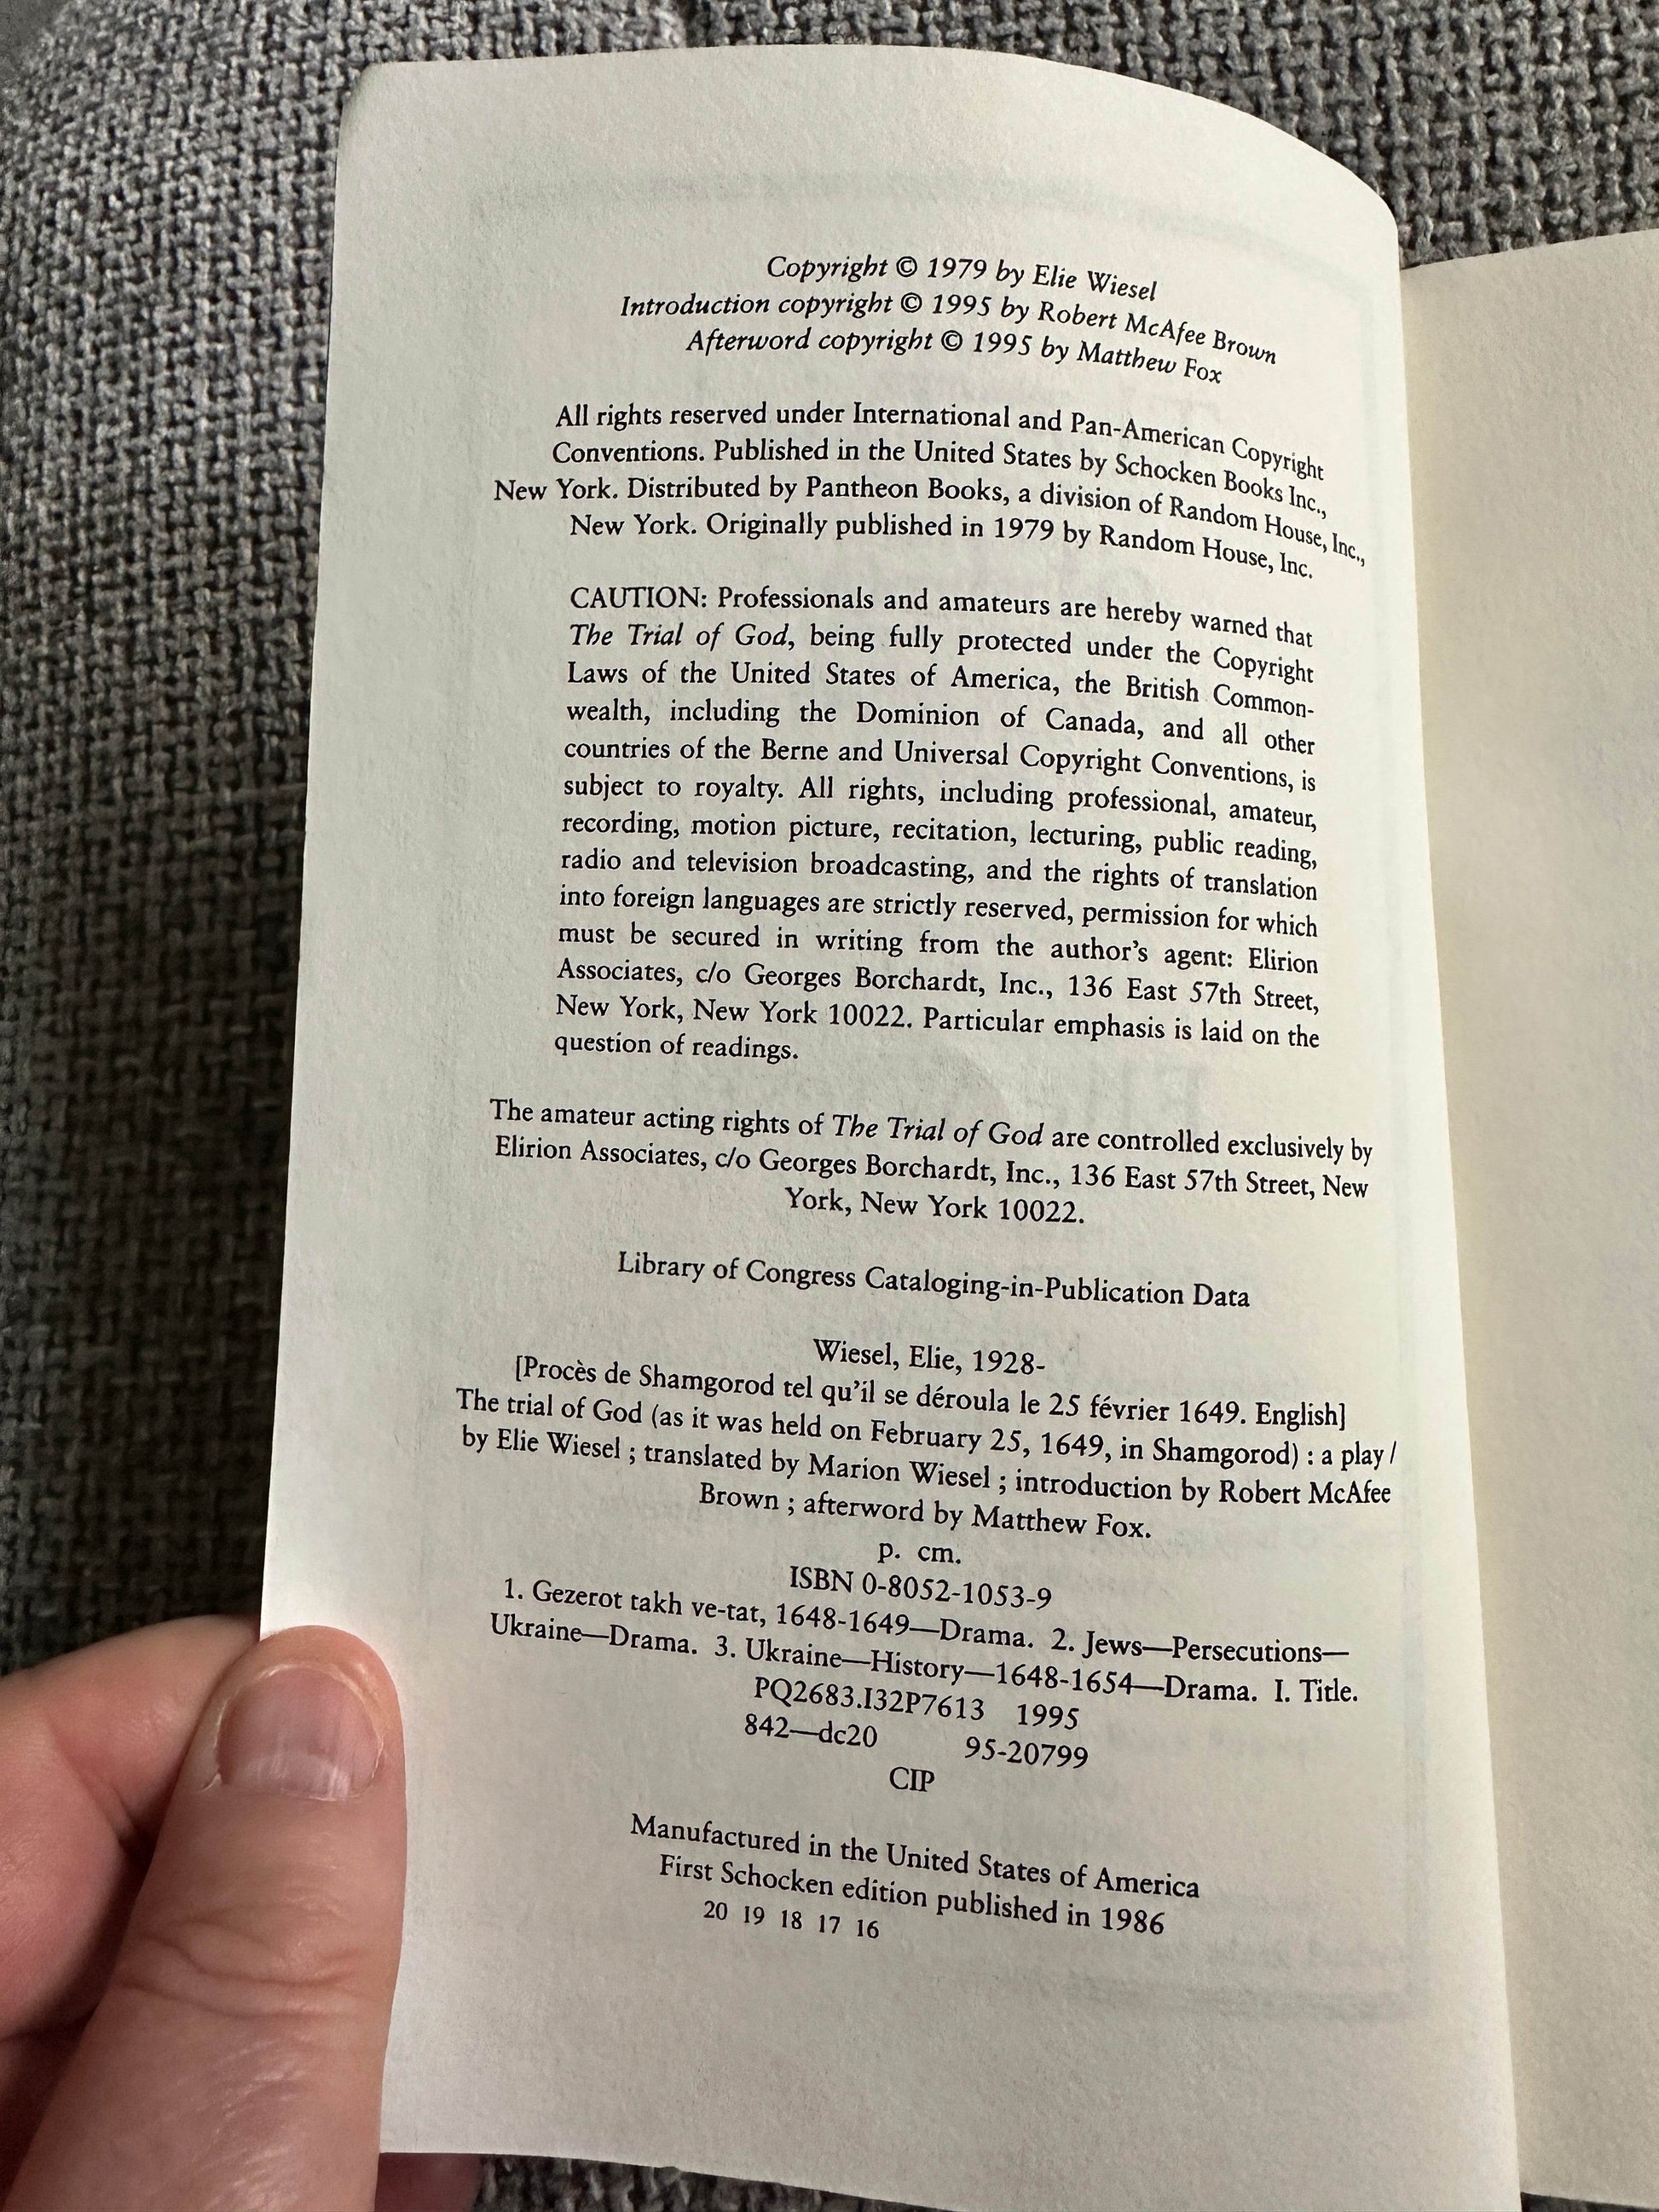 Copyright © 1979 by Elie Wiesel
Introduction copyright © 1995 by Robert McAfee Brown
Afterword copyright © 1995 by Matthew Fox
All rights reserved under International and Pan-American Copyright
Conventions. Published in the United States by Schocken Books Inc.,
New York. Distributed by Pantheon Books, a division of Random House, Inc.,
New York. Originally published in 1979 by Random House, Inc.
CAUTION: Professionals and amateurs are hereby warned that
The Trial of God, being fully protected under the Copyright
Laws of the United States of America, the British Common-
wealth, including the Dominion of Canada, and all other
countries of the Berne and Universal Copyright Conventions, is
subject to royalty. All rights, including professional, amateur,
recording, motion picture, recitation, lecturing, public reading,
radio and television broadcasting, and the rights of translation
into foreign languages are strictly reserved, permission for which
must be secured in writing from the author's agent: Elirion
Associates, c/o Georges Borchardt, Inc., 136 East 57th Street,
New York, New York 10022. Particular emphasis is laid on the
question of readings.
The amateur acting rights of The Trial of God are controlled exclusively by
Elirion Associates, c/o Georges Borchardt, Inc., 136 East 57th Street, New
York, New York 10022.
Library of Congress Cataloging-in-Publication Data
Wiesel, Elie, 1928-
[Procès de Shamgorod tel qu'il se déroula le 25 février 1649. English]
The trial of God (as it was held on February 25, 1649, in Shamgorod) : a play /
by Elie Wiesel ; translated by Marion Wiesel ; introduction by Robert McAfee
Brown ; afterword by Matthew Fox.
p. cm.
ISBN 0-8052-1053-9
1. Gezerot takh ve-tat, 1648-1649—Drama. 2. Jews—Persecutions—
Ukraine—Drama. 3. Ukraine—History—1648-1654—Drama. I. Title.
PQ2683.I32P7613 1995
842—dc20 95-20799
CIP
Manufactured in the United States of America
First Schocken edition published in 1986
20 19 18 17 16